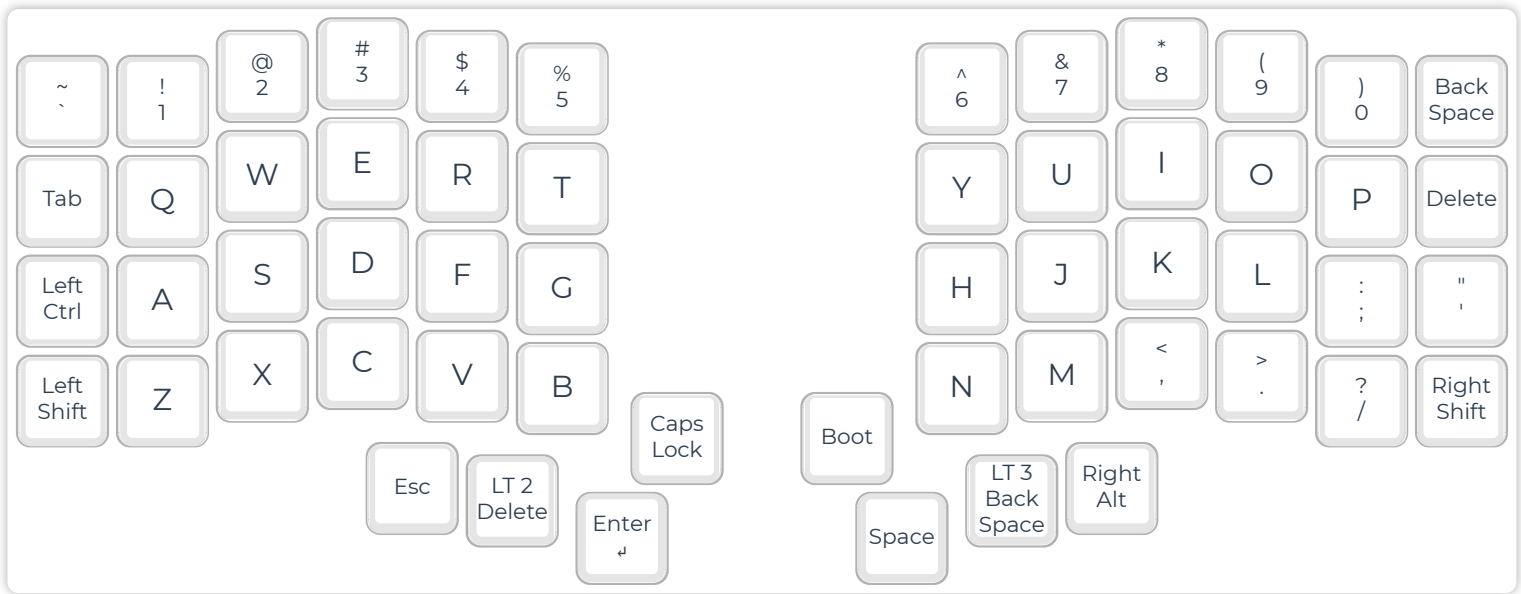 ~
`
!
1
@
2
#
3
$
4
%
5
^
6
&
7
*
8
(
9
)
0
Back
Space
Tab
Q
W
E
R
T
Y
U
I
O
P
Delete
Left
Ctrl
A
S
D
F
G
H
J
K
L
:
;
"
'
Left
Shift
Z
X
C
V
B
N
M
<
,
>
.
?
/
Right
Shift
Caps
Lock
Boot
Esc
LT 2
Delete
Enter
↲
Space
LT 3
Back
Space
Right
Alt